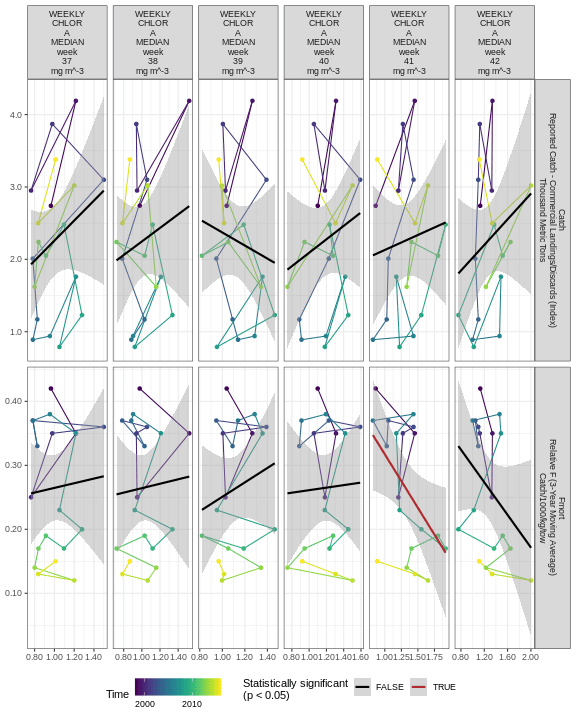 WEEKLY
CHLOR
A
MEDIAN
week
37
mg m^-3
WEEKLY
CHLOR
A
MEDIAN
week
38
mg m^-3
WEEKLY
CHLOR
A
MEDIAN
week
39
mg m^-3
WEEKLY
CHLOR
A
MEDIAN
week
40
mg m^-3
WEEKLY
CHLOR
A
MEDIAN
week
41
mg m^-3
WEEKLY
CHLOR
A
MEDIAN
week
42
mg m^-3
4.0
3.0
2.0
1.0
Catch
Reported Catch - Commercial Landings/Discards (Index)
Thousand Metric Tons
0.40
0.30
0.20
0.10
Fmort
Relative F (3-Year Moving Average)
Catch/1000/kg/tow
0.80 1.00 1.20 1.40
0.80 1.00 1.20 1.40
0.80 1.00 1.20 1.40
0.80 1.00 1.20 1.40 1.60
1.00 1.25 1.50 1.75
0.80 1.20 1.60 2.00
Time
2000 2010
Statistically significant
(p < 0.05)
FALSE
TRUE